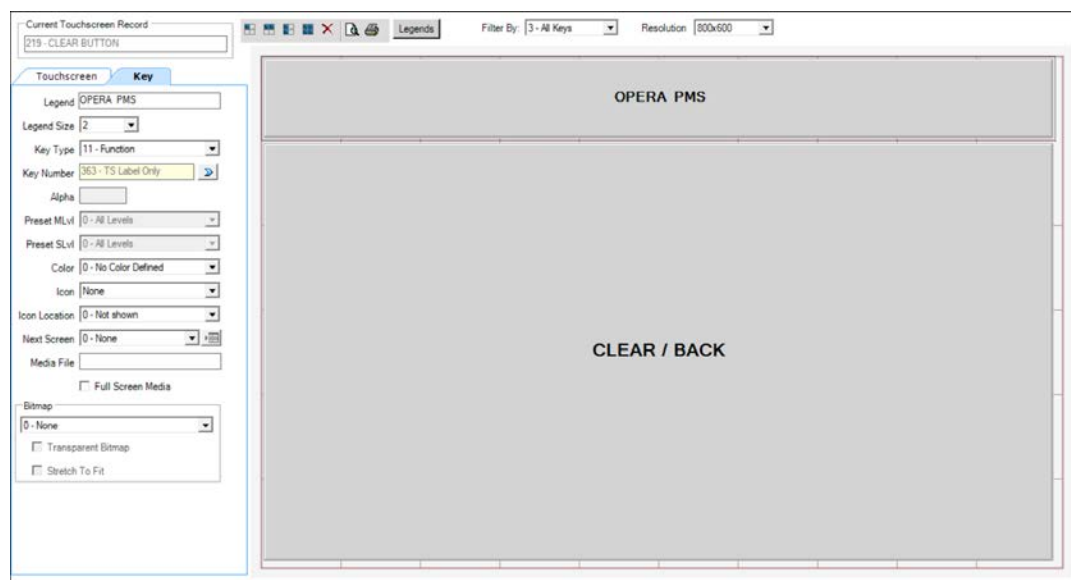 Current Touchscreen Record
219 - CLEAR BUTTON
Legends
Filter By: 3 - All Keys
Resolution 800x600
Touchscreen
Key
Legend OPERA PMS
Legend Size 2
Key Type 11 - Function
Key Number 363 - TS Label Only
Alpha
Preset MLvl 0 - All Levels
Preset SLvl 0 - All Levels
Color 0 - No Color Defined
Icon None
Icon Location 0 - Not shown
Next Screen 0 - None
Media File
Full Screen Media
Bitmap
0 - None
Transparent Bitmap
Stretch To Fit
OPERA PMS
CLEAR / BACK